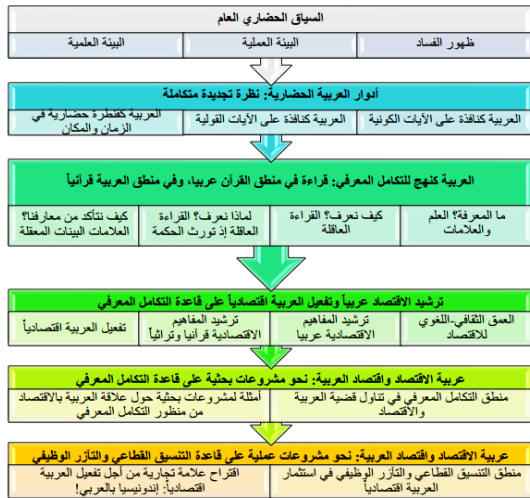 السياق الحضاري العام
ظهور الفساد
البيئة العملية
البيئة العلمية
أدوار العربية الحضارية: نظرة تجديدة متكاملة
العربية كنافذة على الآيات الكونية
العربية كنافذة على الآيات القولية
العربية كقنطرة حضارية في
الزمان والمكان
العربية كنهج للتكامل المعرفي: قراءة في منطق القرآن عربيا، وفي منطق العربية قرآنياً
ما المعرفة؟ العلم
والعلامات
كيف نعرف؟ القراءة
العاقلة
لماذا نعرف؟ القراءة
العاقلة إذ تورث الحكمة
كيف نتأكد من معارفنا؟
العلامات البينات المعقلة
ترشيد الاقتصاد عربياً وتفعيل العربية اقتصادياً على قاعدة التكامل المعرفي
العمق الثقافي-اللغوي
للاقتصاد
ترشيد المفاهيم
الاقتصادية عربيا
ترشيد المفاهيم
الاقتصادية قرآنيا وتراثياً
تفعيل العربية اقتصادياً
عربية الاقتصاد واقتصاد العربية: نحو مشروعات بحثية على قاعدة التكامل المعرفي
منطق التكامل المعرفي في تناول قضية العربية
والاقتصاد
أمثلة لمشروعات بحثية حول علاقة العربية بالاقتصاد
من منظور التكامل المعرفي
عربية الاقتصاد واقتصاد العربية: نحو مشروعات عملية على قاعدة التنسيق القطاعي والتآزر الوظيفي
منطق التنسيق القطاعي والتآزر الوظيفي في استثمار
العربية اقتصادياً
اقتراح علامة تجارية من أجل تفعيل العربية
اقتصادياً: إندونيسيا بالعربي!